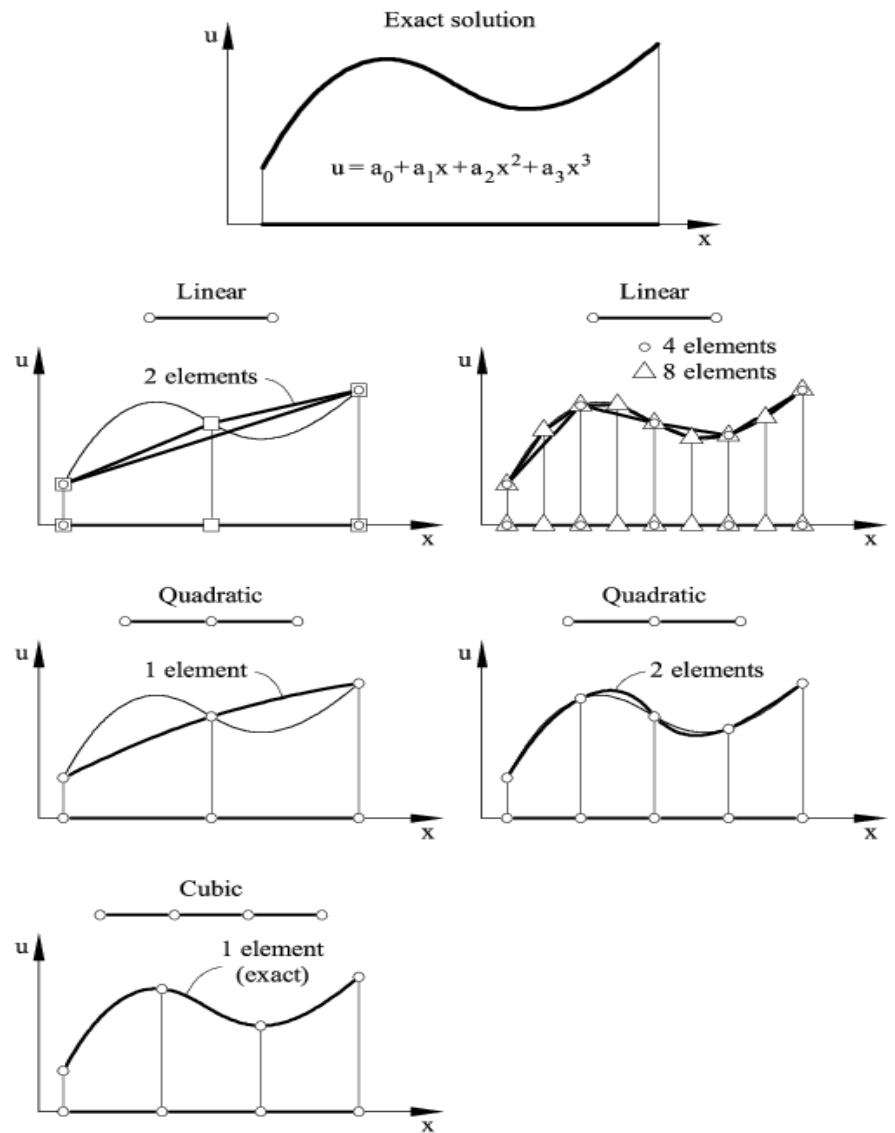 Exact solution
u
u = a₀ + a₁x + a₂x² + a₃x³
x
Linear
u
2 elements
x
Linear
u
4 elements
8 elements
x
Quadratic
u
1 element
x
Quadratic
u
2 elements
x
Cubic
u
1 element
(exact)
x